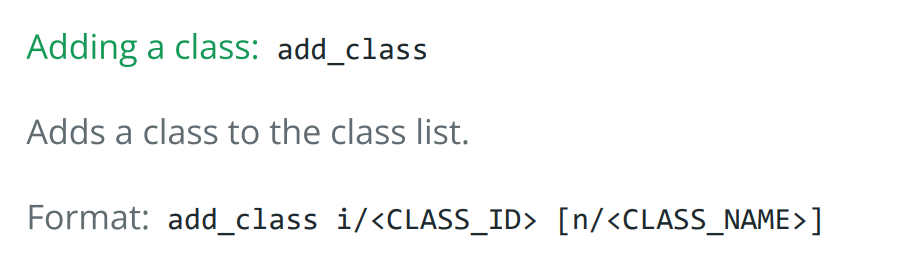 Adding a class: add_class
Adds a class to the class list.
Format: add_class i/<CLASS_ID> [n/<CLASS_NAME>]